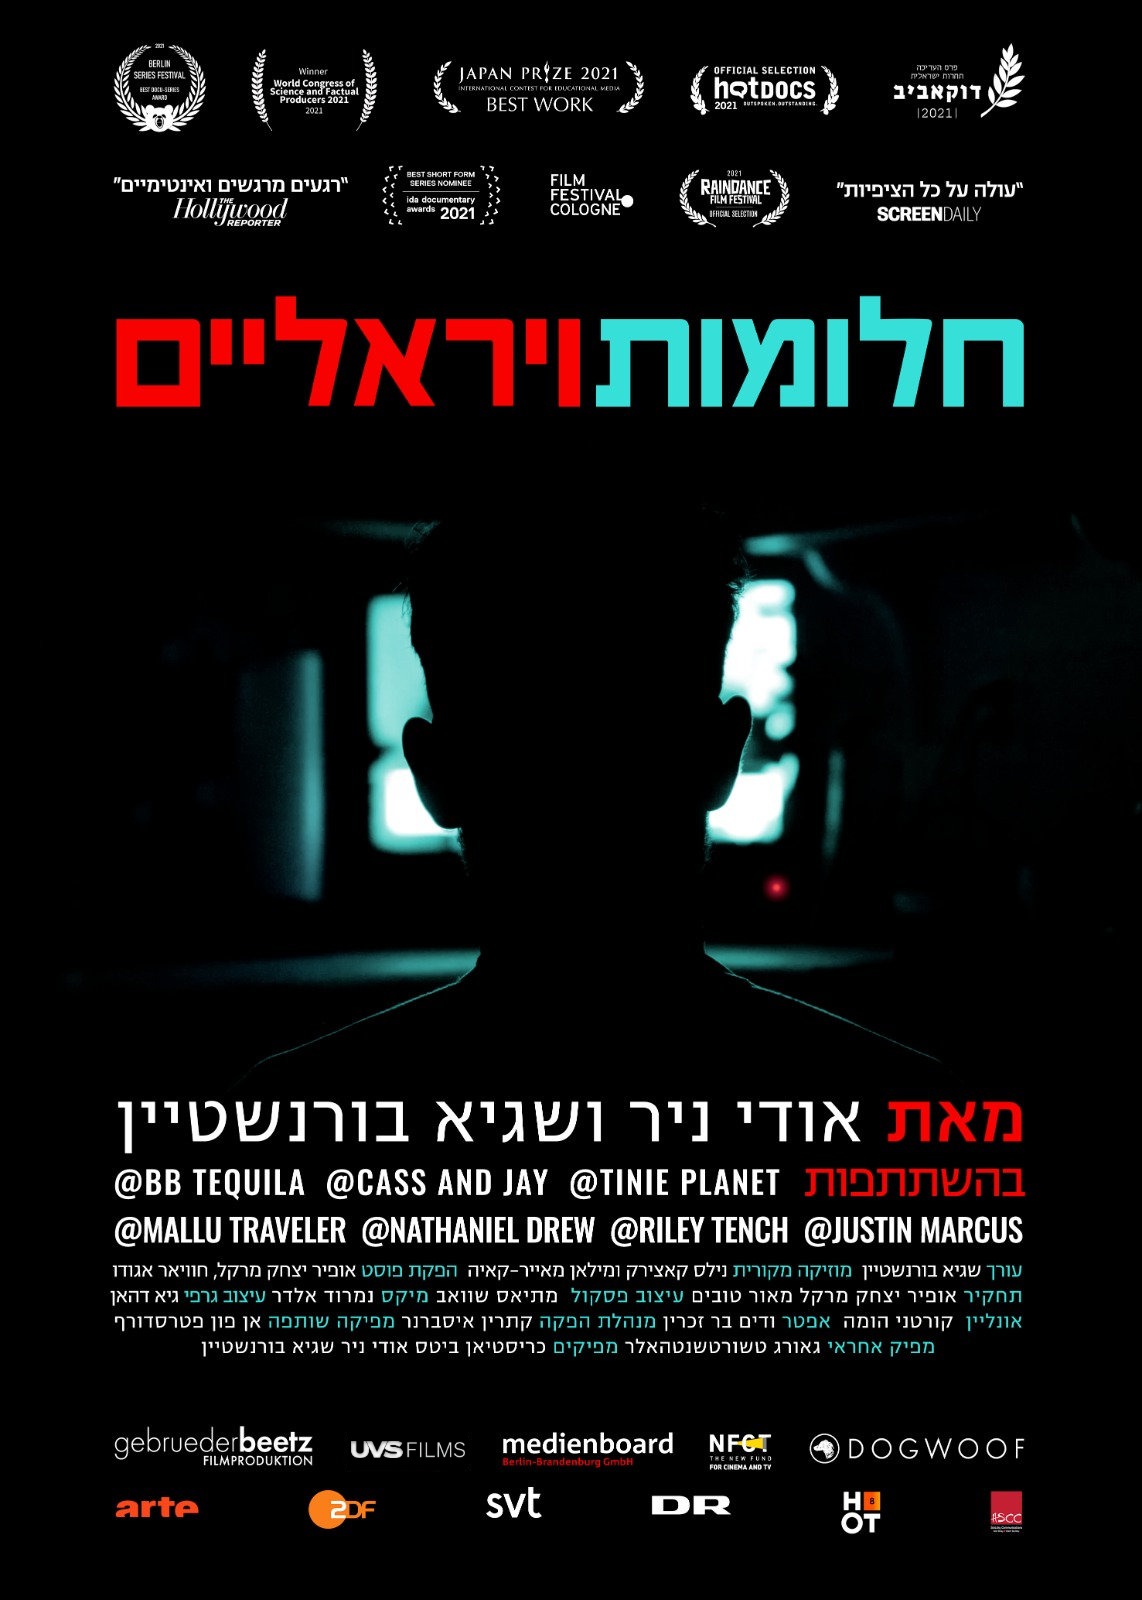 2021
BERLIN
SERIES FESTIVAL
BEST DOCU-SERIES
AWARD
Winner
World Congress of
Science and Factual
Producers 2021
2021
JAPAN PRIZE 2021
INTERNATIONAL CONTEST FOR EDUCATIONAL MEDIA
BEST WORK
OFFICIAL SELECTION
hotDOCS
2021 OUTSPOKEN. OUTSTANDING.
פרס העריכה
תחרות ישראלית
דוקאביב
|2021|
"רגעים מרגשים ואינטימיים"
THE
Hollywood
REPORTER
BEST SHORT FORM
SERIES NOMINEE
ida documentary
awards 2021
FILM
FESTIVAL
COLOGNE
2021
RAINDANCE
FILM FESTIVAL
OFFICIAL SELECTION
"עולה על כל הציפיות"
SCREENDAILY
חלומותויראליים
מאת אודי ניר ושגיא בורנשטיין
בהשתתפות @TINIE PLANET @CASS AND JAY @BB TEQUILA
@MALLU TRAVELER @NATHANIEL DREW @RILEY TENCH @JUSTIN MARCUS
עורך שגיא בורנשטיין מוזיקה מקורית נילס קאצירק ומילאן מאייר-קאיה הפקת פוסט אופיר יצחק מרקל, חוויאר אגודו
תחקיר אופיר יצחק מרקל מאור טובים עיצוב פסקול מתיאס שוואב מיקס נמרוד אלדר עיצוב גרפי גיא דהאן
אונליין קורטני הומה אפטר ודים בר זכרין מנהלת הפקה קתרין איסברנר מפיקה שותפה אן פון פטרסדורף
מפיק אחראי גאורג טשורטשנטהאלר מפיקים כריסטיאן ביטס אודי ניר שגיא בורנשטיין
gebruederbeetz
FILMPRODUKTION
UVS FILMS
medienboard
Berlin-Brandenburg GmbH
NFCT
THE NEW FUND
FOR CINEMA AND TV
DOGWOOF
arte
ZDF
svt
DR
HOT
8
HSCC